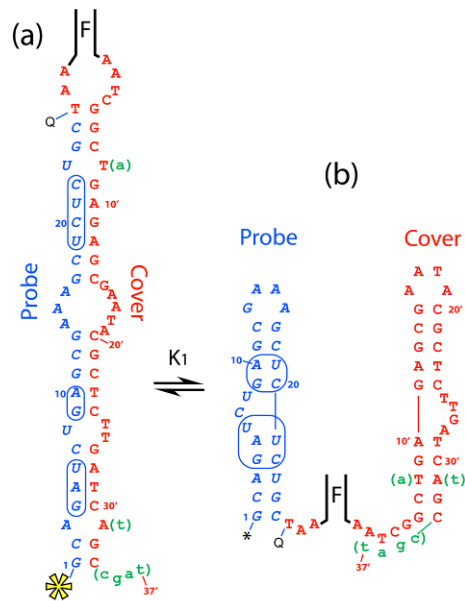 (a)
F
A A
A A
A T
C
Q T G
C G
G C
U T (a)
C G
U A 10'
20 C G
U A
C G
G C
A G
A A
A A
T
G A
C C 20'
G G
10 A C
G T
U C
C T
T
U G
A A
G T
A C 30'
C A (t)
G G
1 G C
(cgat)
37'
Probe
Cover
K1
(b)
Probe
Cover
A A
G A
C G
G C
10 A U
G C 20
U
C
U U
A C
G U
A G
C C
1 G
*
Q
T A A
F
A A T C G G
(t a g c)
37'
A T
A A
G C 20'
C G
G C
A T
G C
T
T
G
A
10' A T
G C 30'
(a) T A (t)
C G
G C